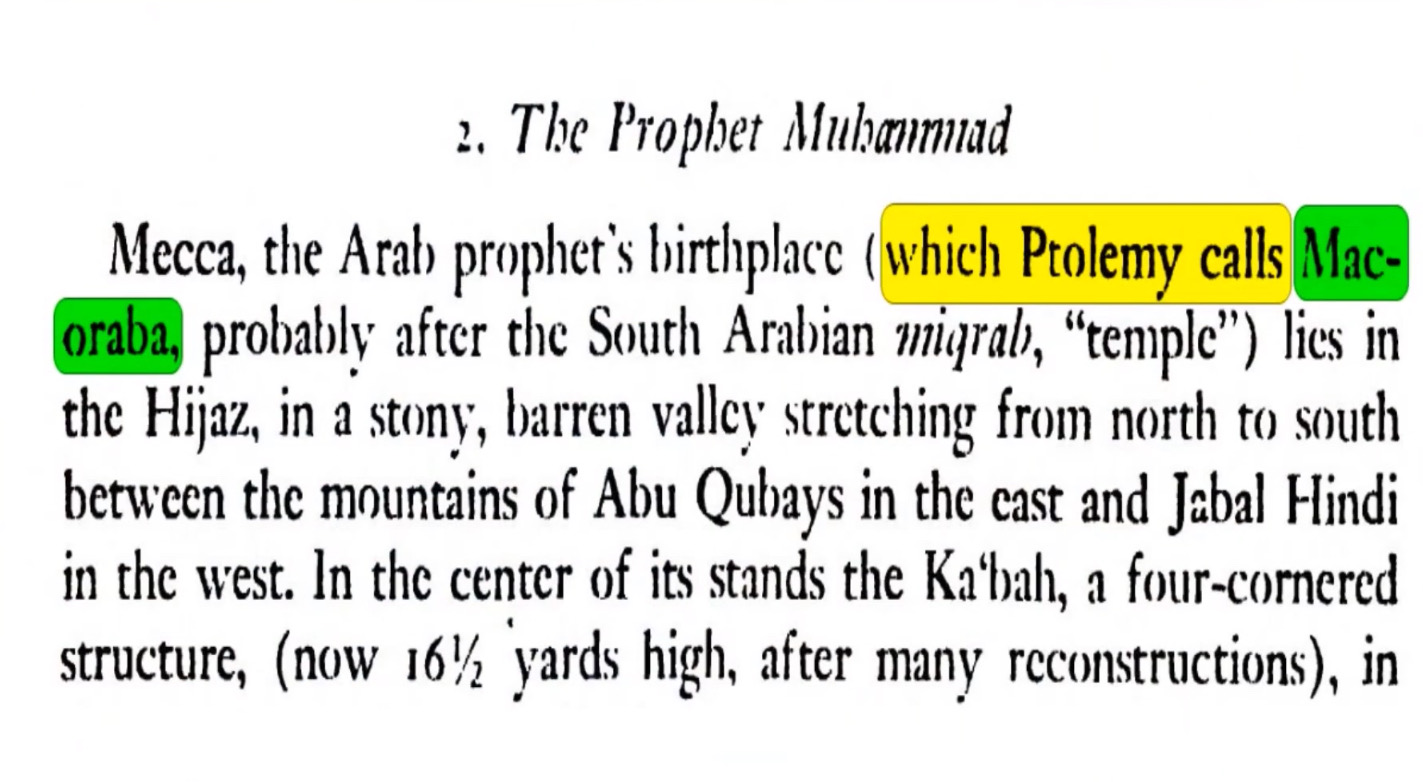 2. The Prophet Muhammad
Mecca, the Arab prophet's birthplace (which Ptolemy calls Mac-
oraba, probably after the South Arabian miqrab, “temple”) lies in
the Hijaz, in a stony, barren valley stretching from north to south
between the mountains of Abu Qubays in the east and Jabal Hindi
in the west. In the center of its stands the Ka‘bah, a four-cornered
structure, (now 16½ yards high, after many reconstructions), in